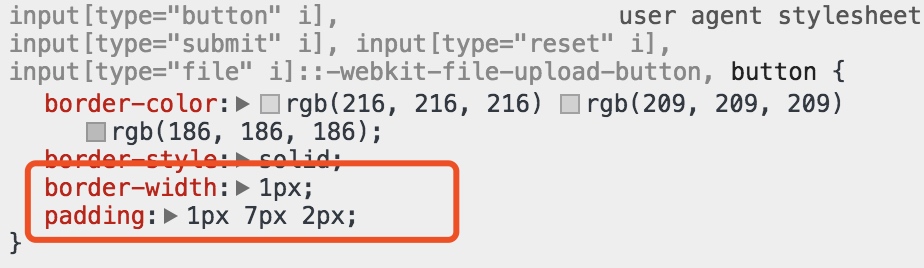 input[type="button" i], user agent stylesheet
input[type="submit" i], input[type="reset" i],
input[type="file" i]::-webkit-file-upload-button, button {
border-color:▶ rgb(216, 216, 216) rgb(209, 209, 209)
rgb(186, 186, 186);
border-style:▶ solid;
border-width:▶ 1px;
padding:▶ 1px 7px 2px;
}